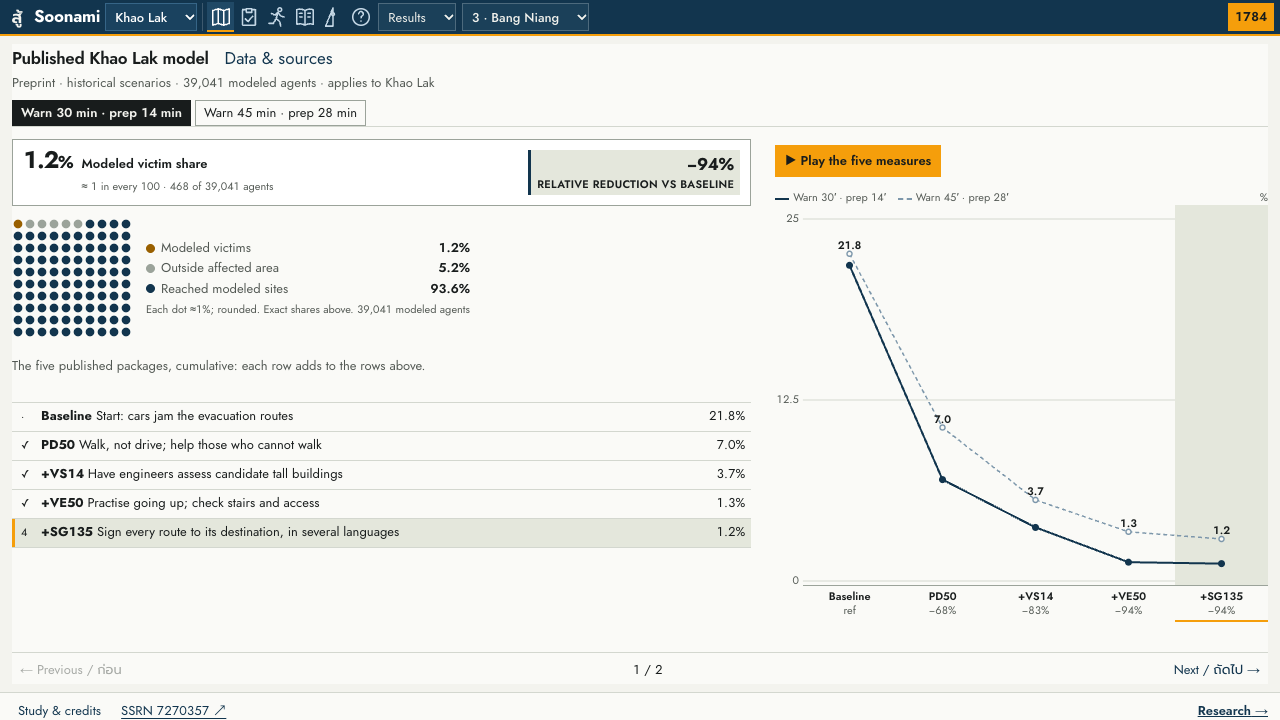 สู้ Soonami Khao Lak Results 3 · Bang Niang 1784
Published Khao Lak model Data & sources
Preprint · historical scenarios · 39,041 modeled agents · applies to Khao Lak
Warn 30 min · prep 14 min Warn 45 min · prep 28 min
1.2% Modeled victim share
≈ 1 in every 100 · 468 of 39,041 agents
−94%
RELATIVE REDUCTION VS BASELINE
Modeled victims 1.2%
Outside affected area 5.2%
Reached modeled sites 93.6%
Each dot ≈1%; rounded. Exact shares above. 39,041 modeled agents
The five published packages, cumulative: each row adds to the rows above.
· Baseline Start: cars jam the evacuation routes 21.8%
✓ PD50 Walk, not drive; help those who cannot walk 7.0%
✓ +VS14 Have engineers assess candidate tall buildings 3.7%
✓ +VE50 Practise going up; check stairs and access 1.3%
4 +SG135 Sign every route to its destination, in several languages 1.2%
▶ Play the five measures
Warn 30′ · prep 14′ Warn 45′ · prep 28′ %
25
21.8
12.5
7.0
3.7
1.3
1.2
0
Baseline PD50 +VS14 +VE50 +SG135
ref −68% −83% −94% −94%
← Previous / ก่อน 1 / 2 Next / ถัดไป →
Study & credits SSRN 7270357 ↗ Research →